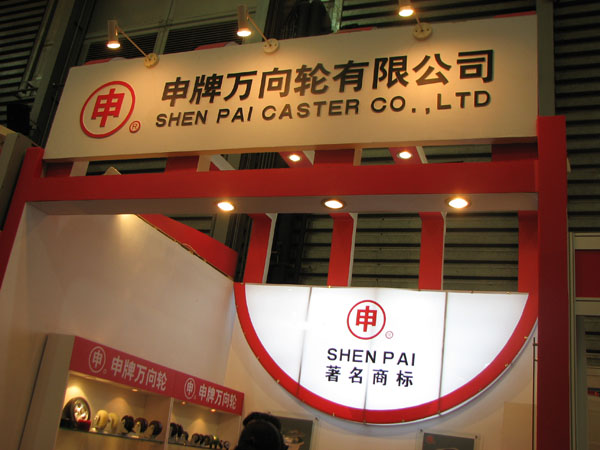 申 ®
申牌万向轮有限公司
SHEN PAI CASTER CO.,LTD
申
SHEN PAI
著名商标
申 申牌万向轮
申 申牌万向轮